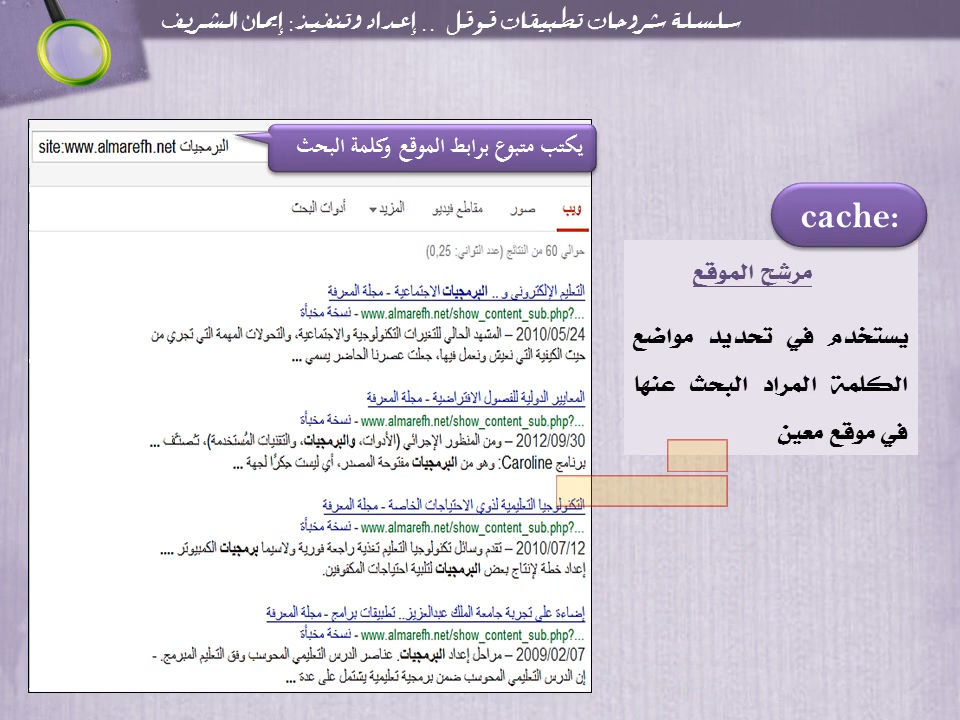 سلسلة شروحات تطبيقات قوقل .. إعداد وتنفيذ: إيمان الشريف
cache:
مرشح الموقع
يستخدم في تحديد مواضع
الكلمة المراد البحث عنها
في موقع معين
يكتب متبوع برابط الموقع وكلمة البحث
site:www.almarefh.net البرمجيات
ويب صور مقاطع فيديو المزيد أدوات البحث
حوالي 60 من النتائج (عدد الثواني: 0,25)
التعليم الإلكتروني و .. البرمجيات الاجتماعية - مجلة المعرفة
www.almarefh.net/show_content_sub.php?... - نسخة مخبأة
2010/05/24 – المشهد الحالي للتغيرات التكنولوجية والاجتماعية، والتحولات المهمة التي تجري من
حيث الكيفية التي نعيش ونعمل فيها، جعلت عصرنا الحاضر يسمي ...
المعايير الدولية للفصول الافتراضية - مجلة المعرفة
www.almarefh.net/show_content_sub.php?... - نسخة مخبأة
2012/09/30 – ومن المنظور الإجرائي (الأدوات، والبرمجيات، والتقنيات المُستخدمة)، تُصنَّف ...
برنامج Caroline: وهو من البرمجيات مفتوحة المصدر، أي ليست حِكرًا لجهة ...
التكنولوجيا التعليمية لذوي الاحتياجات الخاصة - مجلة المعرفة
www.almarefh.net/show_content_sub.php?... - نسخة مخبأة
2010/07/12 – تقدم وسائل تكنولوجيا التعليم تغذية راجعة فورية ولاسيما برمجيات الكمبيوتر ....
إعداد خطة لإنتاج بعض البرمجيات لتلبية احتياجات المكفوفين.
إضاءة على تجربة جامعة الملك عبدالعزيز.. تطبيقات برامج - مجلة المعرفة
www.almarefh.net/show_content_sub.php?... - نسخة مخبأة
2009/02/07 – مراحل إعداد البرمجيات. عناصر الدرس التعليمي المحوسب وفق التعليم المبرمج. -
إن الدرس التعليمي المحوسب ضمن برمجية تعليمية يشتمل على عدة ...